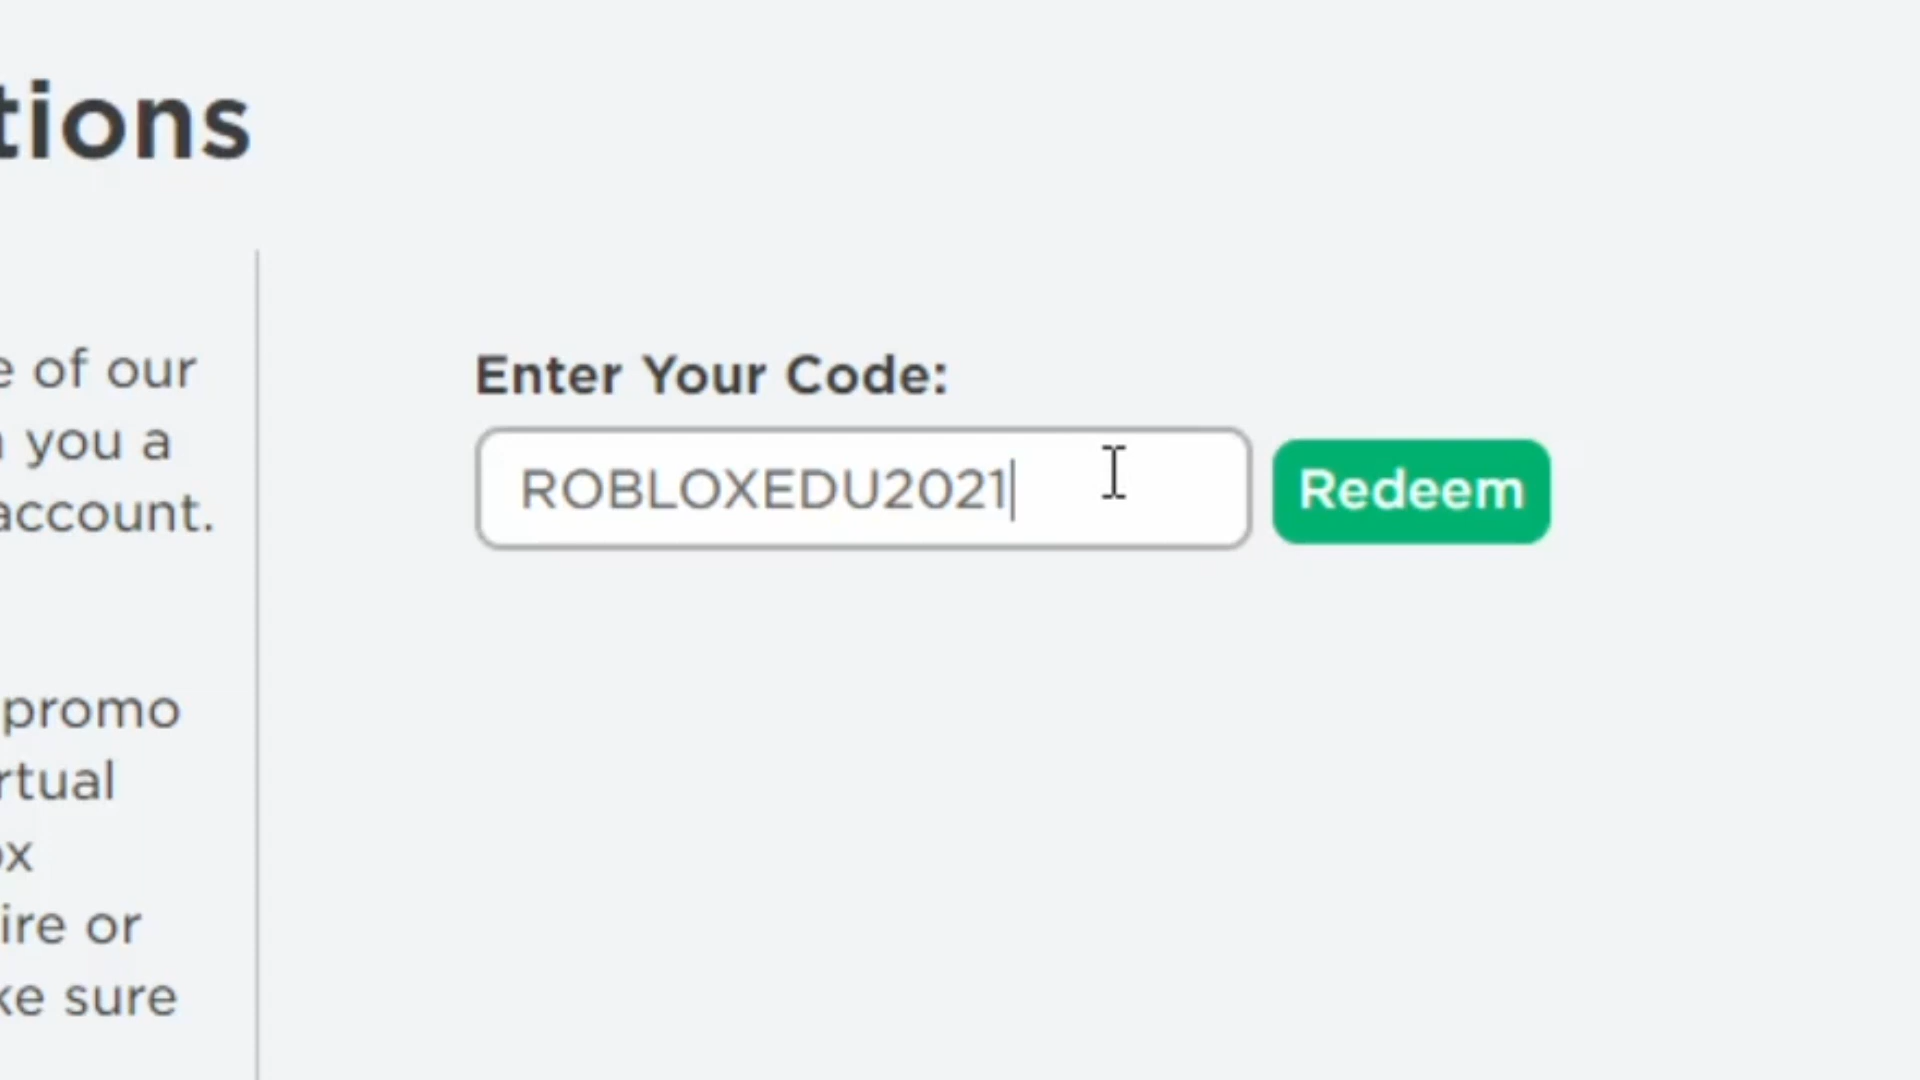 tions
e of our
you a
account.
promo
rtual
ox
ire or
ke sure
Enter Your Code:
ROBLOXEDU2021
Redeem